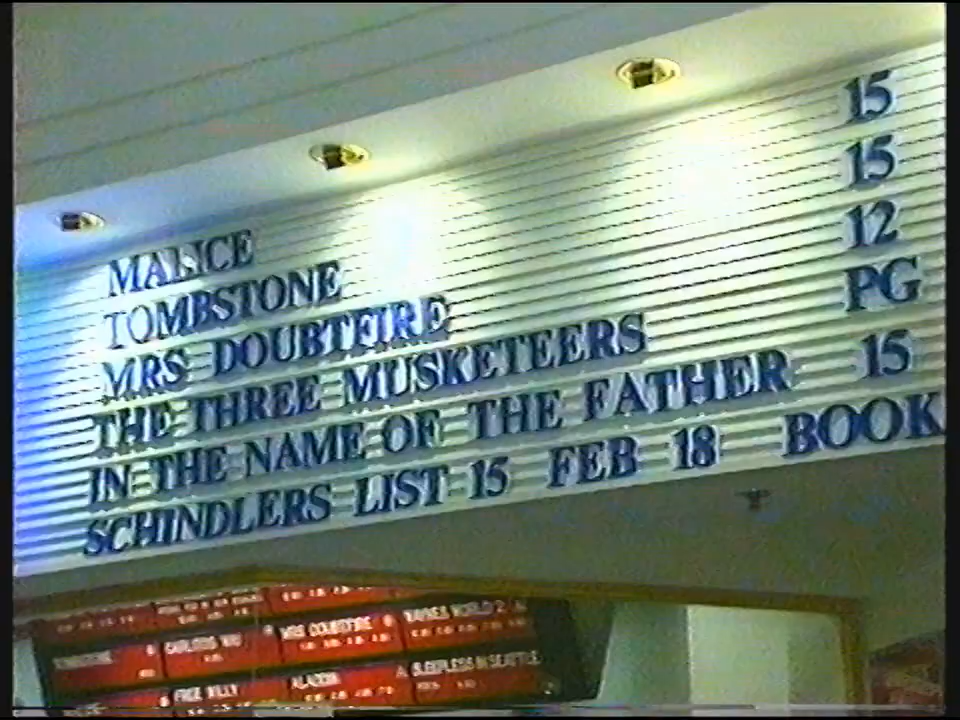 MALICE 15
TOMBSTONE 15
MRS DOUBTFIRE 12
THE THREE MUSKETEERS PG
IN THE NAME OF THE FATHER 15
SCHINDLERS LIST 15 FEB 18 BOOK
TOMBSTONE CARLITOS WAY MRS DOUBTFIRE WAYNES WORLD 2
FREE WILLY ALADDIN SLEEPLESS IN SEATTLE